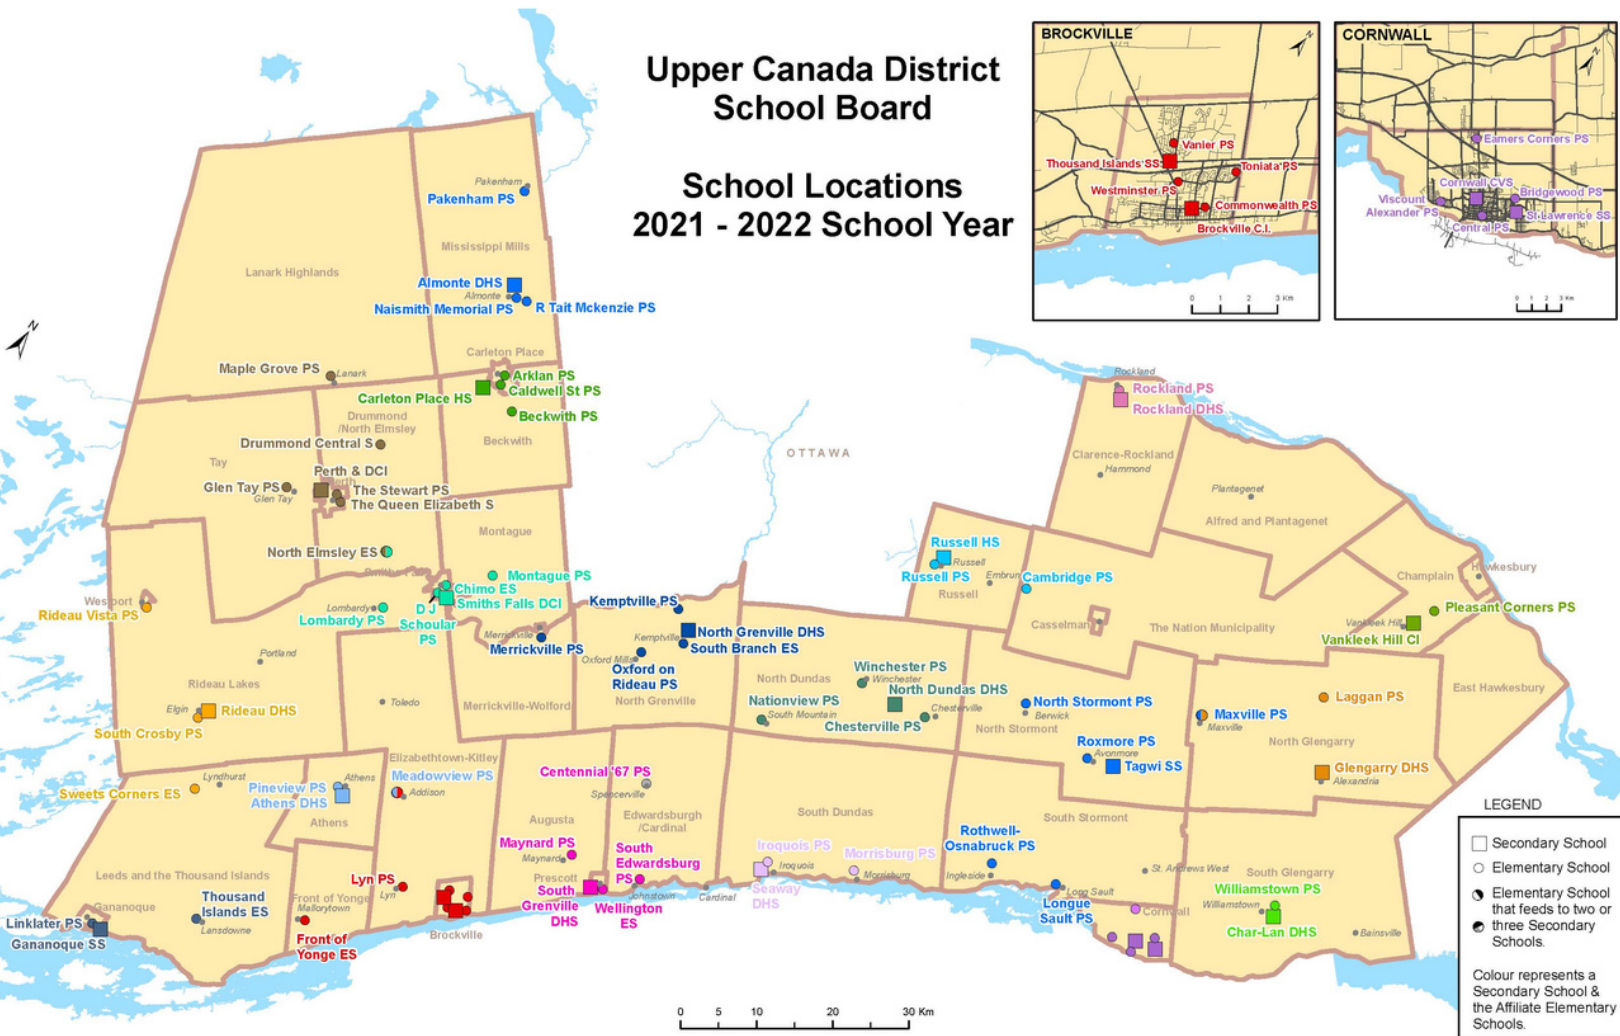 Upper Canada District
School Board
School Locations
2021 - 2022 School Year
BROCKVILLE
N
Vanier PS
Thousand Islands SS
Toniata PS
Westminster PS
Commonwealth PS
Brockville C.I.
0 1 2 3 Km
CORNWALL
N
Eamers Corners PS
Cornwall CVS
Bridgewood PS
Viscount
Alexander PS
St Lawrence SS
Central PS
0 1 2 3 Km
N
Pakenham
Pakenham PS
Mississippi Mills
Lanark Highlands
Almonte DHS
Almonte
Naismith Memorial PS
R Tait Mckenzie PS
Carleton Place
Maple Grove PS
Lanark
Arklan PS
Caldwell St PS
Carleton Place HS
Beckwith PS
Drummond
/North Elmsley
Beckwith
Drummond Central S
OTTAWA
Tay
Perth & DCI
Perth
Glen Tay PS
Glen Tay
The Stewart PS
The Queen Elizabeth S
Montague
North Elmsley ES
Montague PS
Chimo ES
Smiths Falls DCI
D J
Schoular
PS
Lombardy
Lombardy PS
Westport
Rideau Vista PS
Portland
Rideau Lakes
Elgin
Rideau DHS
South Crosby PS
Toledo
Merrickville
Merrickville PS
Merrickville-Wolford
Kemptville PS
Kemptville
North Grenville DHS
South Branch ES
Oxford Mills
Oxford on
Rideau PS
North Grenville
Rockland
Rockland PS
Rockland DHS
Clarence-Rockland
Hammond
Plantagenet
Alfred and Plantagenet
Russell HS
Russell
Russell PS
Embrun
Russell
Cambridge PS
Casselman
The Nation Municipality
Champlain
Hawkesbury
Pleasant Corners PS
Vankleek Hill
Vankleek Hill CI
East Hawkesbury
Winchester PS
Winchester
North Dundas
North Dundas DHS
Nationview PS
South Mountain
Chesterville
Chesterville PS
North Stormont PS
Berwick
North Stormont
Roxmore PS
Avonmore
Tagwi SS
Laggan PS
Maxville PS
Maxville
North Glengarry
Glengarry DHS
Alexandria
Elizabethtown-Kitley
Lyndhurst
Sweets Corners ES
Athens
Pineview PS
Athens DHS
Athens
Meadowview PS
Addison
Centennial '67 PS
Spencerville
Augusta
Edwardsburgh
/Cardinal
South Dundas
South Stormont
Maynard PS
Maynard
South
Edwardsburg
PS
Iroquois PS
Iroquois
Morrisburg PS
Morrisburg
Seaway
DHS
Rothwell-
Osnabruck PS
Ingleside
St. Andrews West
South Glengarry
Leeds and the Thousand Islands
Thousand
Islands ES
Lansdowne
Gananoque
Linklater PS
Gananoque SS
Front of Yonge
Mallorytown
Front of
Yonge ES
Lyn PS
Lyn
Brockville
Prescott
South
Grenville
DHS
Wellington
ES
Johnstown
Cardinal
Long Sault
Longue
Sault PS
Cornwall
Williamstown PS
Williamstown
Char-Lan DHS
Bainsville
0 5 10 20 30 Km
LEGEND
Secondary School
Elementary School
Elementary School
that feeds to two or
three Secondary
Schools.
Colour represents a
Secondary School &
the Affiliate Elementary
Schools.